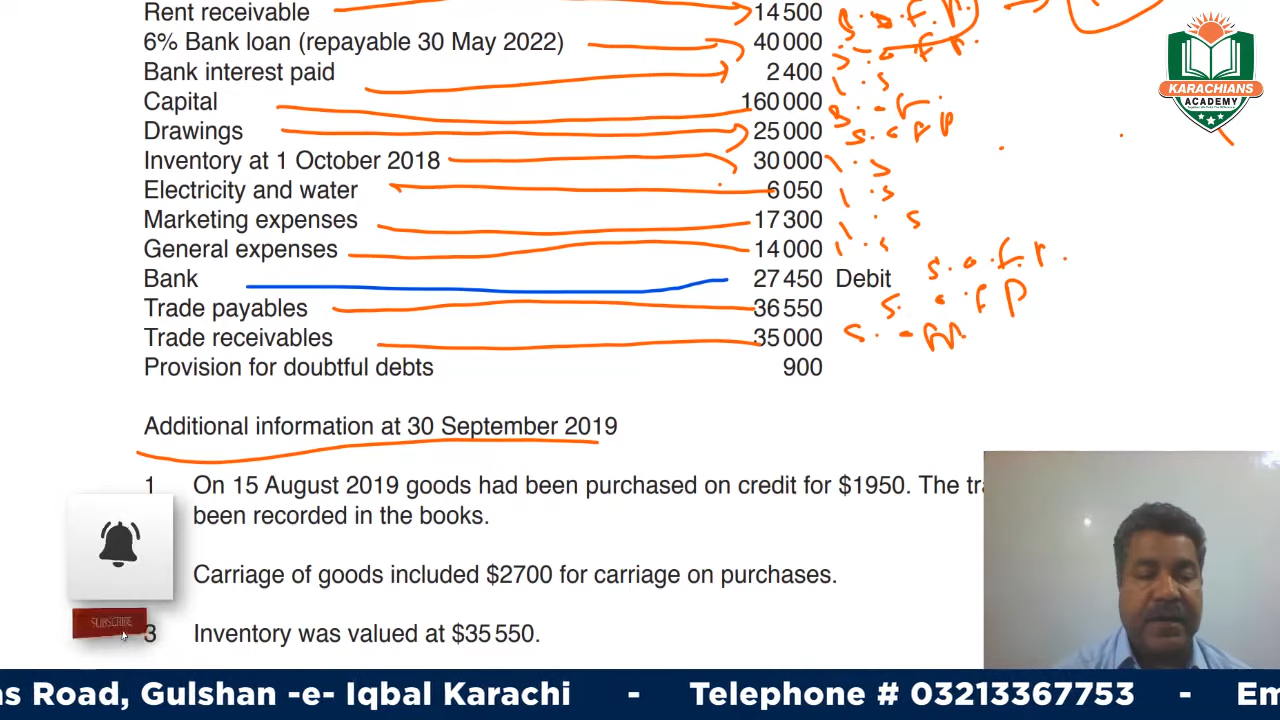 Rent receivable 14 500 S.O.F.P.
6% Bank loan (repayable 30 May 2022) 40 000 S.O.F.P.
Bank interest paid 2 400 I.S
Capital 160 000
Drawings 25 000 S.O.F.P
Inventory at 1 October 2018 30 000 I.S
Electricity and water 6 050 I.S
Marketing expenses 17 300 I.S
General expenses 14 000 I.S
Bank 27 450 Debit S.O.F.P.
Trade payables 36 550 S.O.F.P
Trade receivables 35 000 S.O.F.P.
Provision for doubtful debts 900
Additional information at 30 September 2019
1 On 15 August 2019 goods had been purchased on credit for $1950. The
been recorded in the books.
Carriage of goods included $2700 for carriage on purchases.
3 Inventory was valued at $35 550.
SUBSCRIBE
KARACHIANS
ACADEMY
Road, Gulshan -e- Iqbal Karachi - Telephone # 03213367753 -